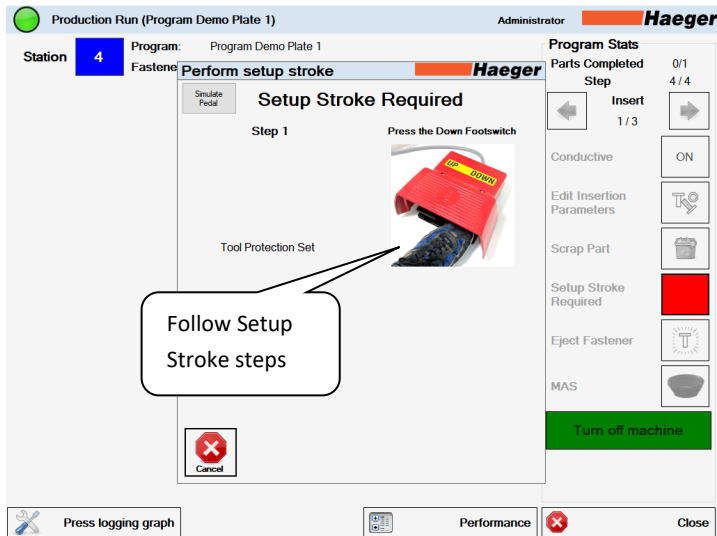 Production Run (Program Demo Plate 1)
Administrator
Haeger
Station
4
Program:
Program Demo Plate 1
Fastene
Perform setup stroke
Haeger
Simulate
Pedal
Setup Stroke Required
Step 1
Press the Down Footswitch
UP DOWN
Tool Protection Set
Follow Setup
Stroke steps
Cancel
Program Stats
Parts Completed
0/1
Step
4 / 4
Insert
1 / 3
Conductive
ON
Edit Insertion
Parameters
Scrap Part
Setup Stroke
Required
Eject Fastener
MAS
Turn off machine
Press logging graph
Performance
Close